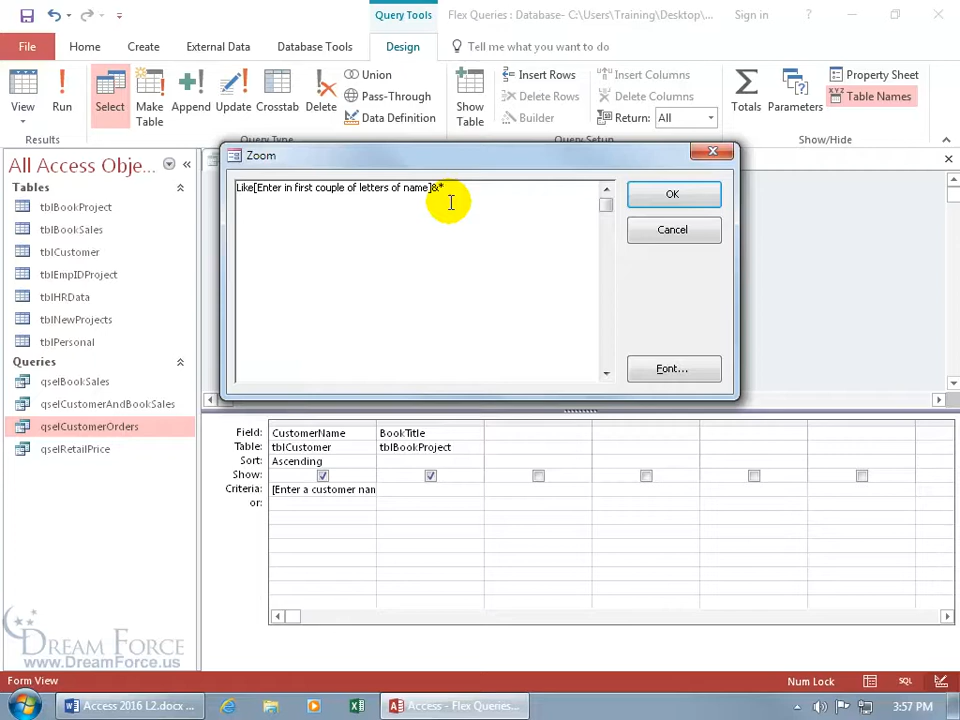 Query Tools
Flex Queries : Database- C:\Users\Training\Desktop\...
Sign in
File
Home
Create
External Data
Database Tools
Design
Tell me what you want to do
View
Run
Results
Select
Make Table
Append
Update
Crosstab
Delete
Union
Pass-Through
Data Definition
Query Type
Show Table
Insert Rows
Delete Rows
Builder
Insert Columns
Delete Columns
Return: All
Query Setup
Totals
Parameters
Property Sheet
Table Names
Show/Hide
All Access Obje...
Tables
tblBookProject
tblBookSales
tblCustomer
tblEmpIDProject
tblHRData
tblNewProjects
tblPersonal
Queries
qselBookSales
qselCustomerAndBookSales
qselCustomerOrders
qselRetailPrice
Zoom
Like[Enter in first couple of letters of name]&*
OK
Cancel
Font...
Field: CustomerName BookTitle
Table: tblCustomer tblBookProject
Sort: Ascending
Show:
Criteria: [Enter a customer nam
or:
DREAM FORCE
www.DreamForce.us
Form View
Num Lock
SQL
Access 2016 L2.docx ...
Access - Flex Queries...
3:57 PM